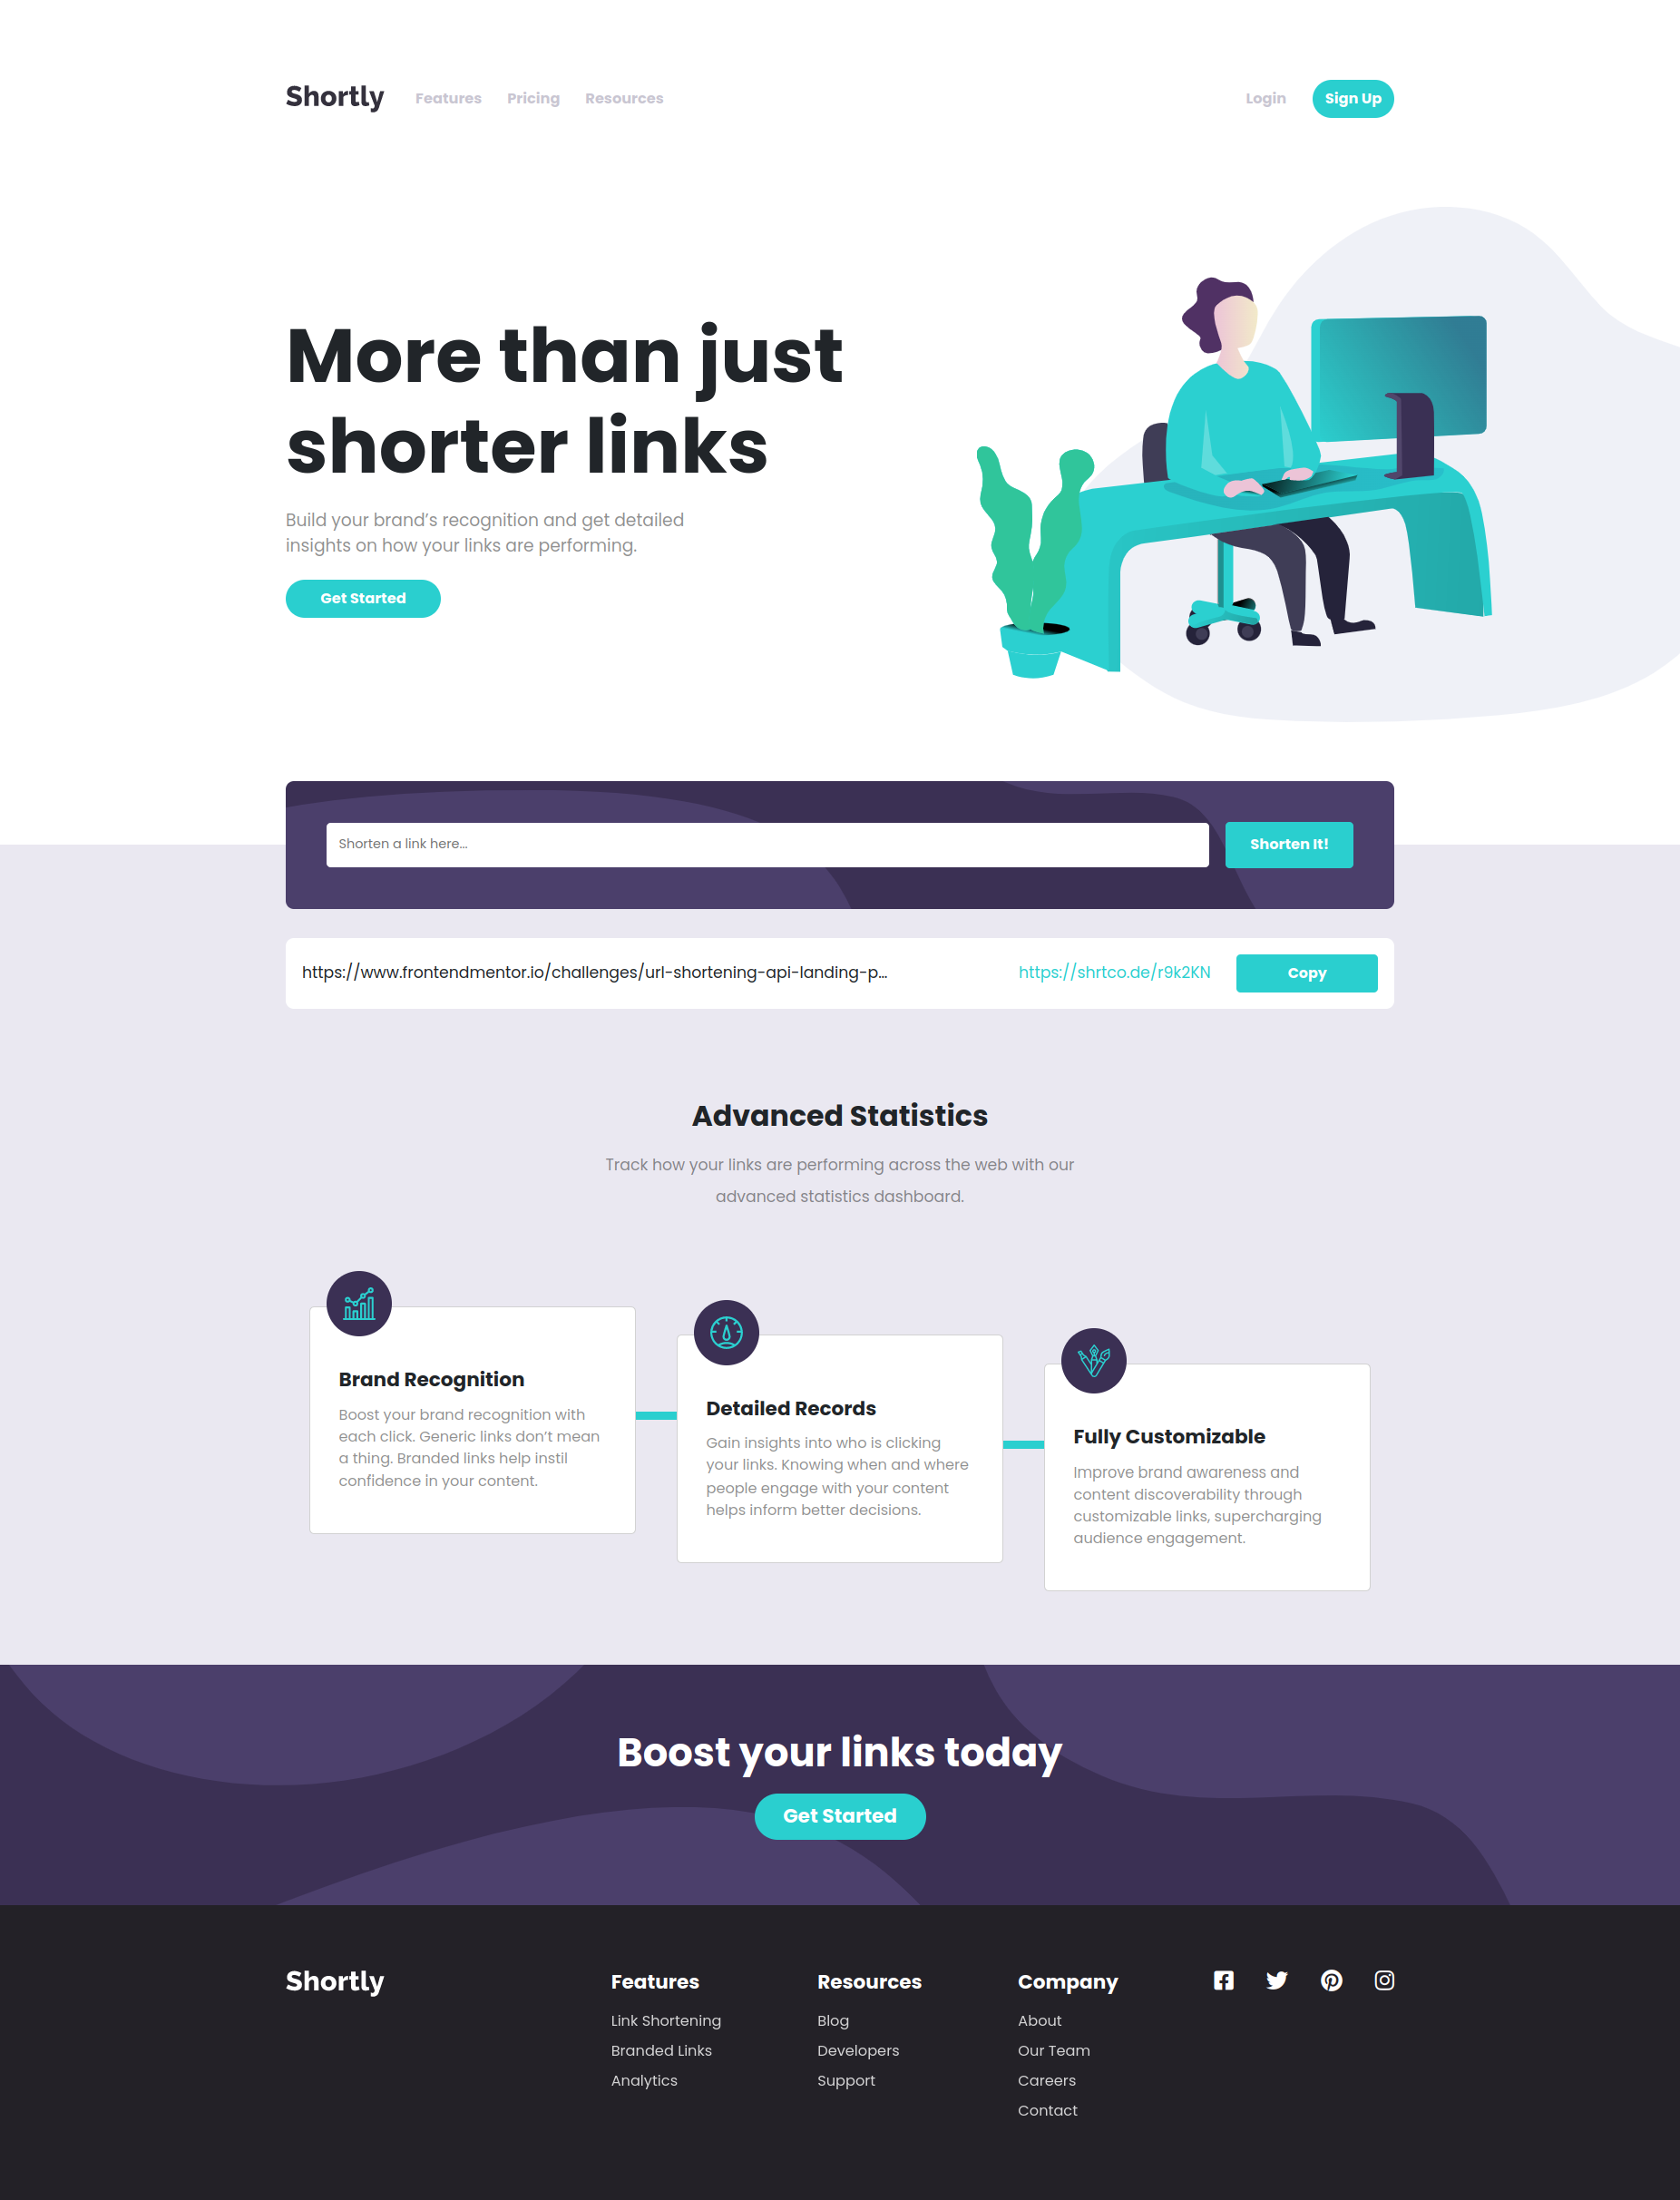 Shortly
Features
Pricing
Resources
Login
Sign Up
More than just
shorter links
Build your brand’s recognition and get detailed
insights on how your links are performing.
Get Started
Shorten a link here...
Shorten It!
https://www.frontendmentor.io/challenges/url-shortening-api-landing-p...
https://shrtco.de/r9k2KN
Copy
Advanced Statistics
Track how your links are performing across the web with our
advanced statistics dashboard.
Brand Recognition
Boost your brand recognition with
each click. Generic links don’t mean
a thing. Branded links help instil
confidence in your content.
Detailed Records
Gain insights into who is clicking
your links. Knowing when and where
people engage with your content
helps inform better decisions.
Fully Customizable
Improve brand awareness and
content discoverability through
customizable links, supercharging
audience engagement.
Boost your links today
Get Started
Shortly
Features
Link Shortening
Branded Links
Analytics
Resources
Blog
Developers
Support
Company
About
Our Team
Careers
Contact